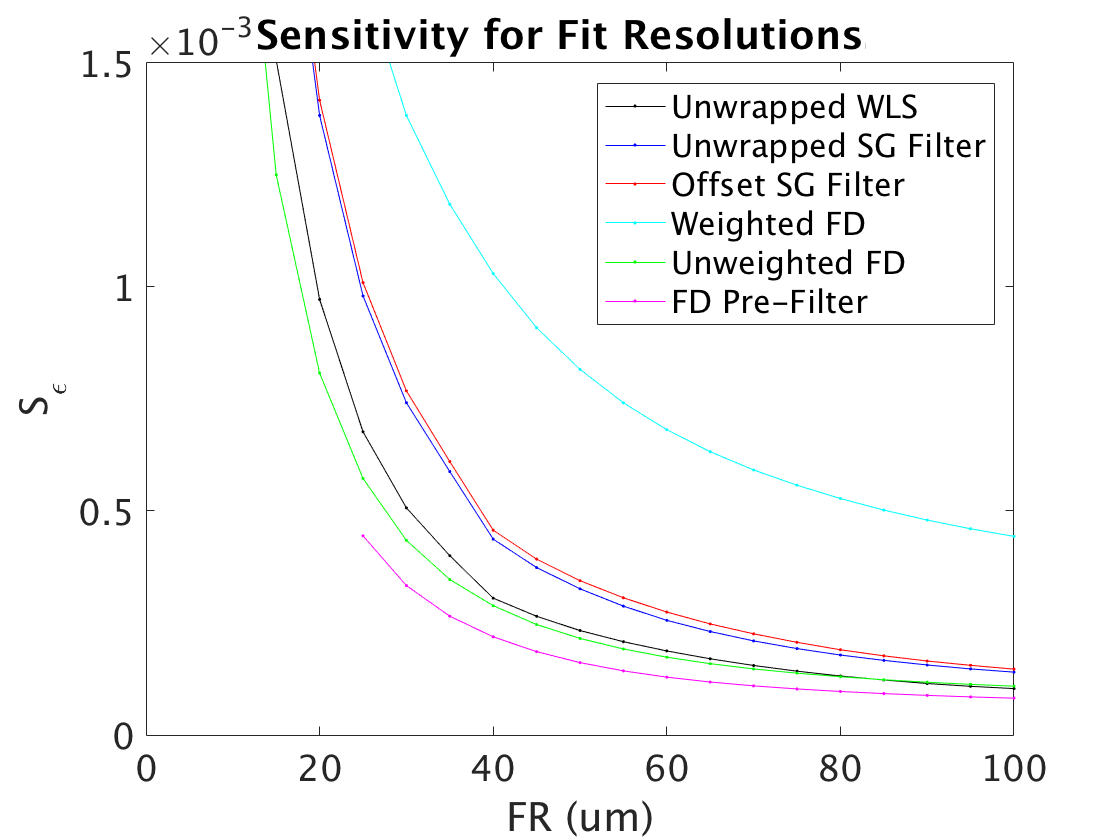 ×10⁻³ Sensitivity for Fit Resolutions
1.5
1
0.5
0
S ϵ
Unwrapped WLS
Unwrapped SG Filter
Offset SG Filter
Weighted FD
Unweighted FD
FD Pre-Filter
0 20 40 60 80 100
FR (um)